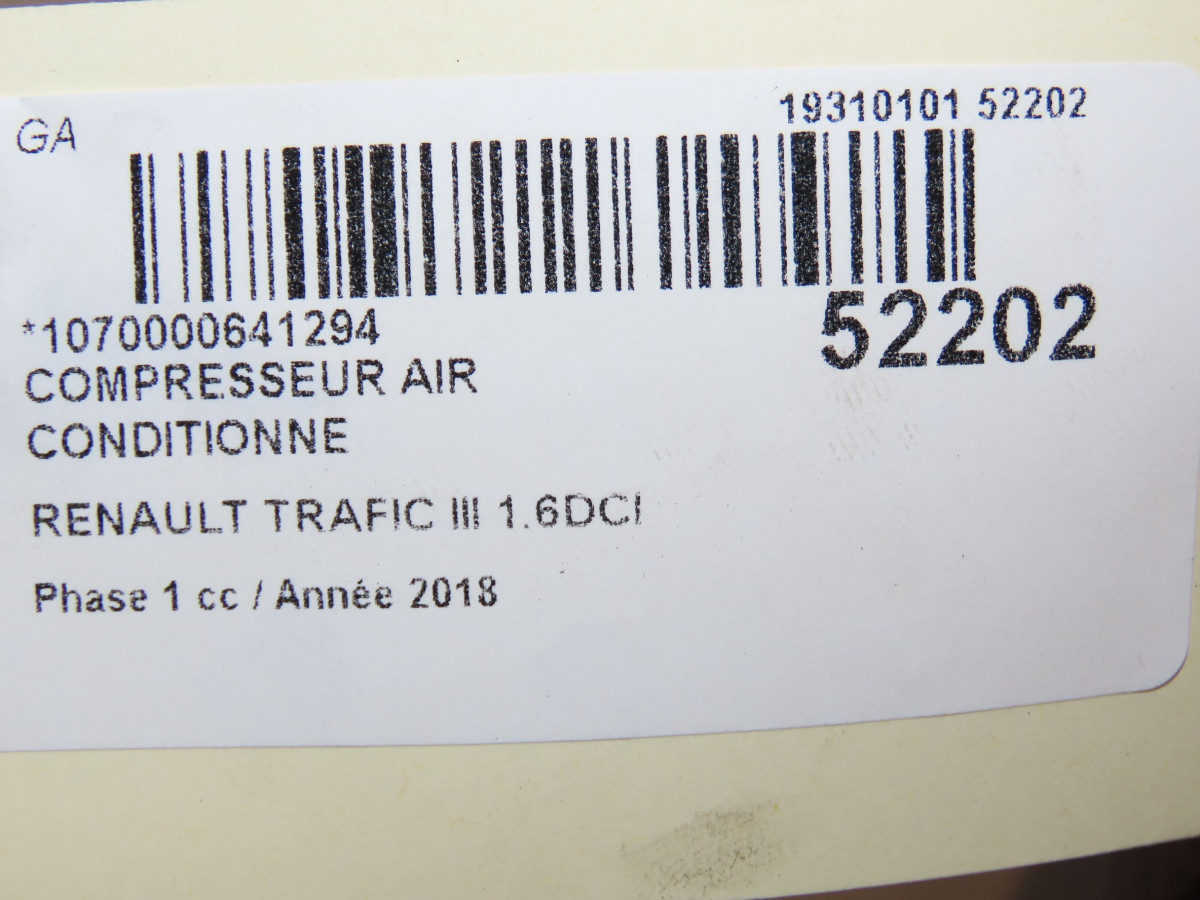 GA
19310101 52202
52202
*1070000641294
COMPRESSEUR AIR
CONDITIONNE
RENAULT TRAFIC III 1.6DCI
Phase 1 cc / Année 2018